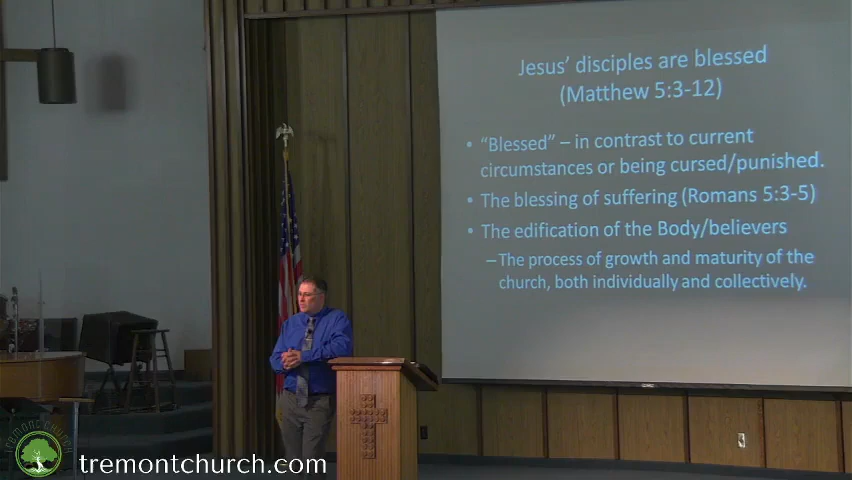 Jesus’ disciples are blessed
(Matthew 5:3-12)
• “Blessed” – in contrast to current
circumstances or being cursed/punished.
• The blessing of suffering (Romans 5:3-5)
• The edification of the Body/believers
– The process of growth and maturity of the
church, both individually and collectively.
TREMONT CHURCH
tremontchurch.com